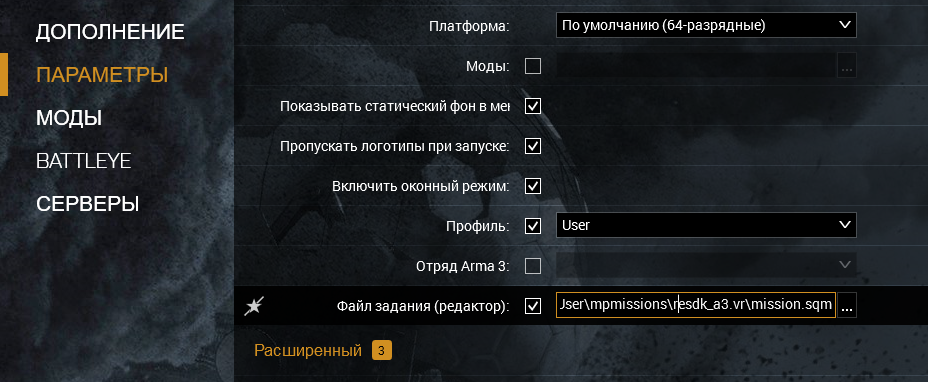 ДОПОЛНЕНИЕ
ПАРАМЕТРЫ
МОДЫ
BATTLEYE
СЕРВЕРЫ
Платформа: По умолчанию (64-разрядные)
Моды: ...
Показывать статический фон в ме
Пропускать логотипы при запуске:
Включить оконный режим:
Профиль: User
Отряд Arma 3:
Файл задания (редактор): User\mpmissions\resdk_a3.vr\mission.sqm ...
Расширенный 3